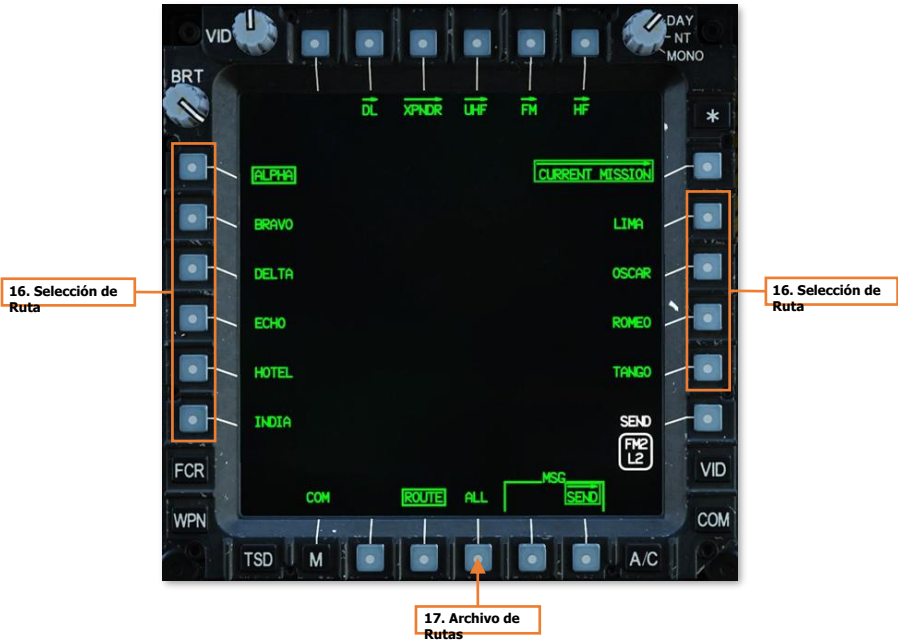 VID
DAY
NT
MONO
BRT
DL XPNDR UHF FM HF
*
ALPHA CURRENT MISSION
BRAVO LIMA
DELTA OSCAR
16. Selección de
Ruta
16. Selección de
Ruta
ECHO ROMEO
HOTEL TANGO
INDIA SEND
FM2
L2
FCR VID
MSG
COM ROUTE ALL SEND
WPN COM
TSD M A/C
17. Archivo de
Rutas